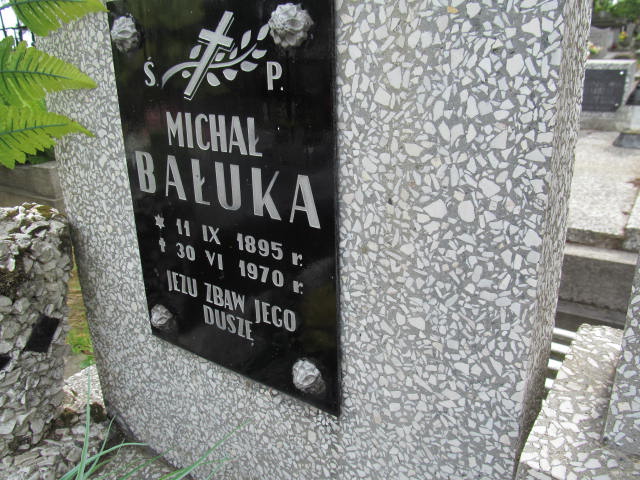 Ś. P.
MICHAŁ
BAŁUKA
* 11 IX 1895 r.
✝ 30 VI 1970 r.
JEZU ZBAW JEGO
DUSZĘ